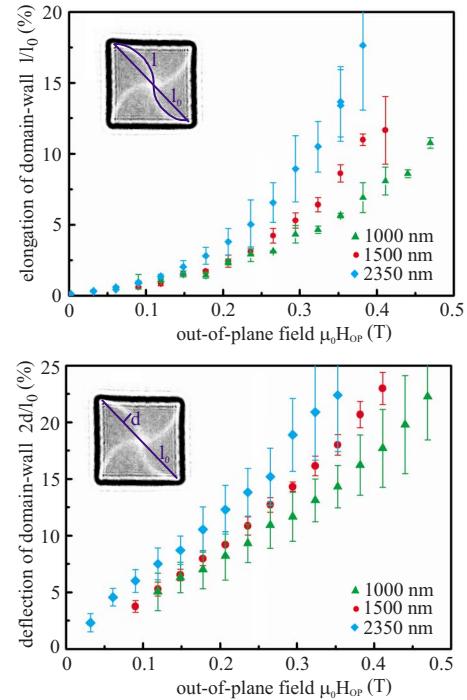 elongation of domain-wall l/l₀ (%)
20
15
10
5
0
l
l₀
1000 nm
1500 nm
2350 nm
0 0.1 0.2 0.3 0.4 0.5
out-of-plane field μ₀H_OP (T)
deflection of domain-wall 2d/l₀ (%)
25
20
15
10
5
0
d
l₀
1000 nm
1500 nm
2350 nm
0 0.1 0.2 0.3 0.4 0.5
out-of-plane field μ₀H_OP (T)